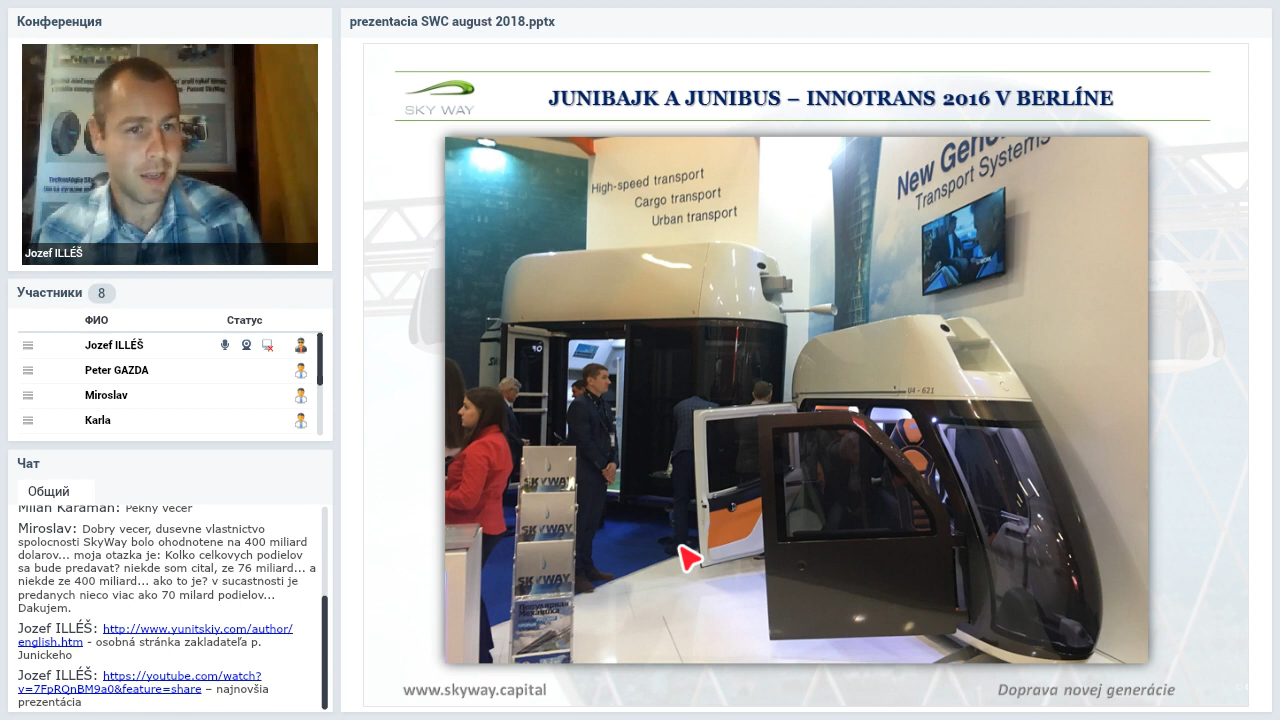 Конференция
Jozef ILLÉŠ
Участники 8
ФИО Статус
Jozef ILLÉŠ
Peter GAZDA
Miroslav
Karla
Чат
Общий
Milan Karaman: Pekny vecer
Miroslav: Dobry vecer, dusevne vlastnictvo
spolocnosti SkyWay bolo ohodnotene na 400 miliard
dolarov... moja otazka je: Kolko celkovych podielov
sa bude predavat? niekde som cital, ze 76 miliard... a
niekde ze 400 miliard... ako to je? v sucastnosti je
predanych nieco viac ako 70 milard podielov...
Dakujem.
Jozef ILLÉŠ: http://www.yunitskiy.com/author/
english.htm - osobná stránka zakladateľa p.
Junickeho
Jozef ILLÉŠ: https://youtube.com/watch?
v=7FpRQnBM9a0&feature=share – najnovšia
prezentácia
prezentacia SWC august 2018.pptx
SKY WAY
JUNIBAJK A JUNIBUS – INNOTRANS 2016 V BERLÍNE
High-speed transport
Cargo transport
Urban transport
New Gene
Transport Systems
U4-621
SKYWAY
SKYWAY
SKYWAY
www.skyway.capital
Doprava novej generácie